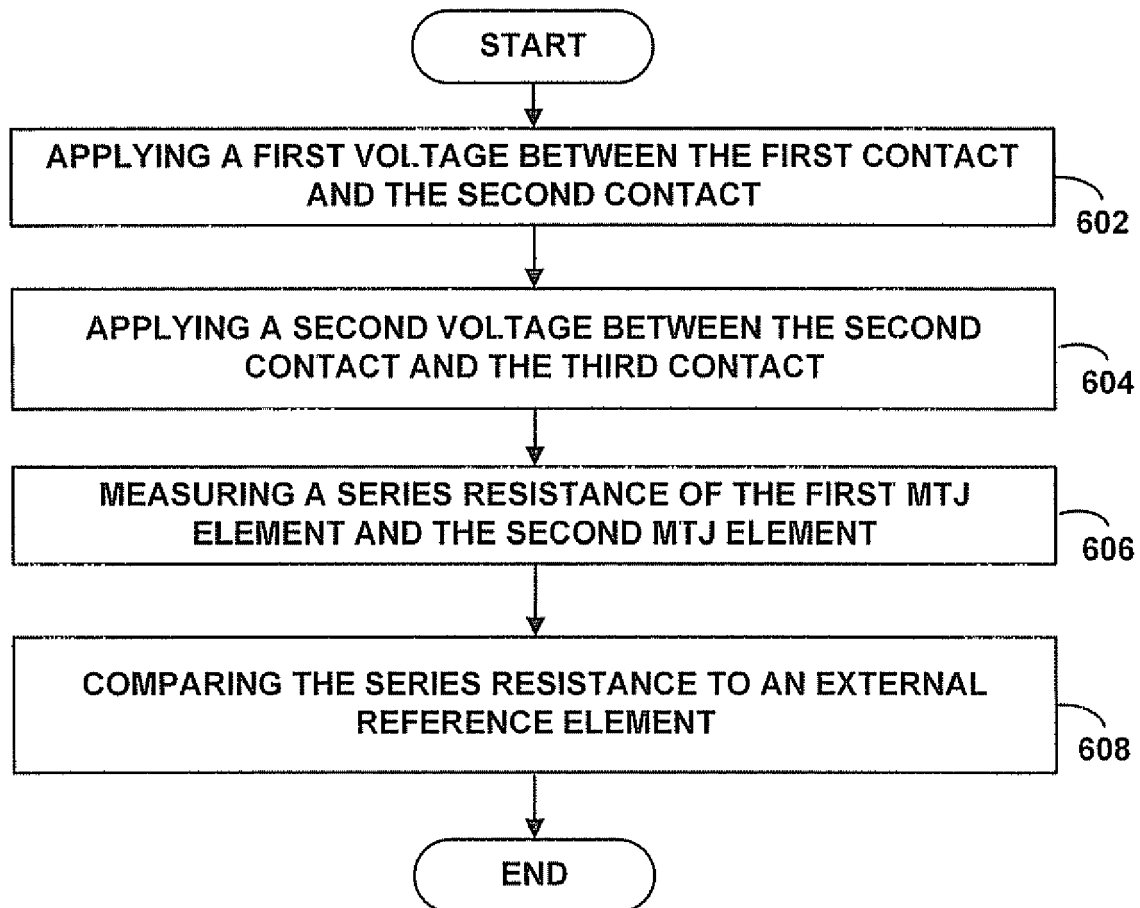 START
APPLYING A FIRST VOLTAGE BETWEEN THE FIRST CONTACT
AND THE SECOND CONTACT
602
APPLYING A SECOND VOLTAGE BETWEEN THE SECOND
CONTACT AND THE THIRD CONTACT
604
MEASURING A SERIES RESISTANCE OF THE FIRST MTJ
ELEMENT AND THE SECOND MTJ ELEMENT
606
COMPARING THE SERIES RESISTANCE TO AN EXTERNAL
REFERENCE ELEMENT
608
END